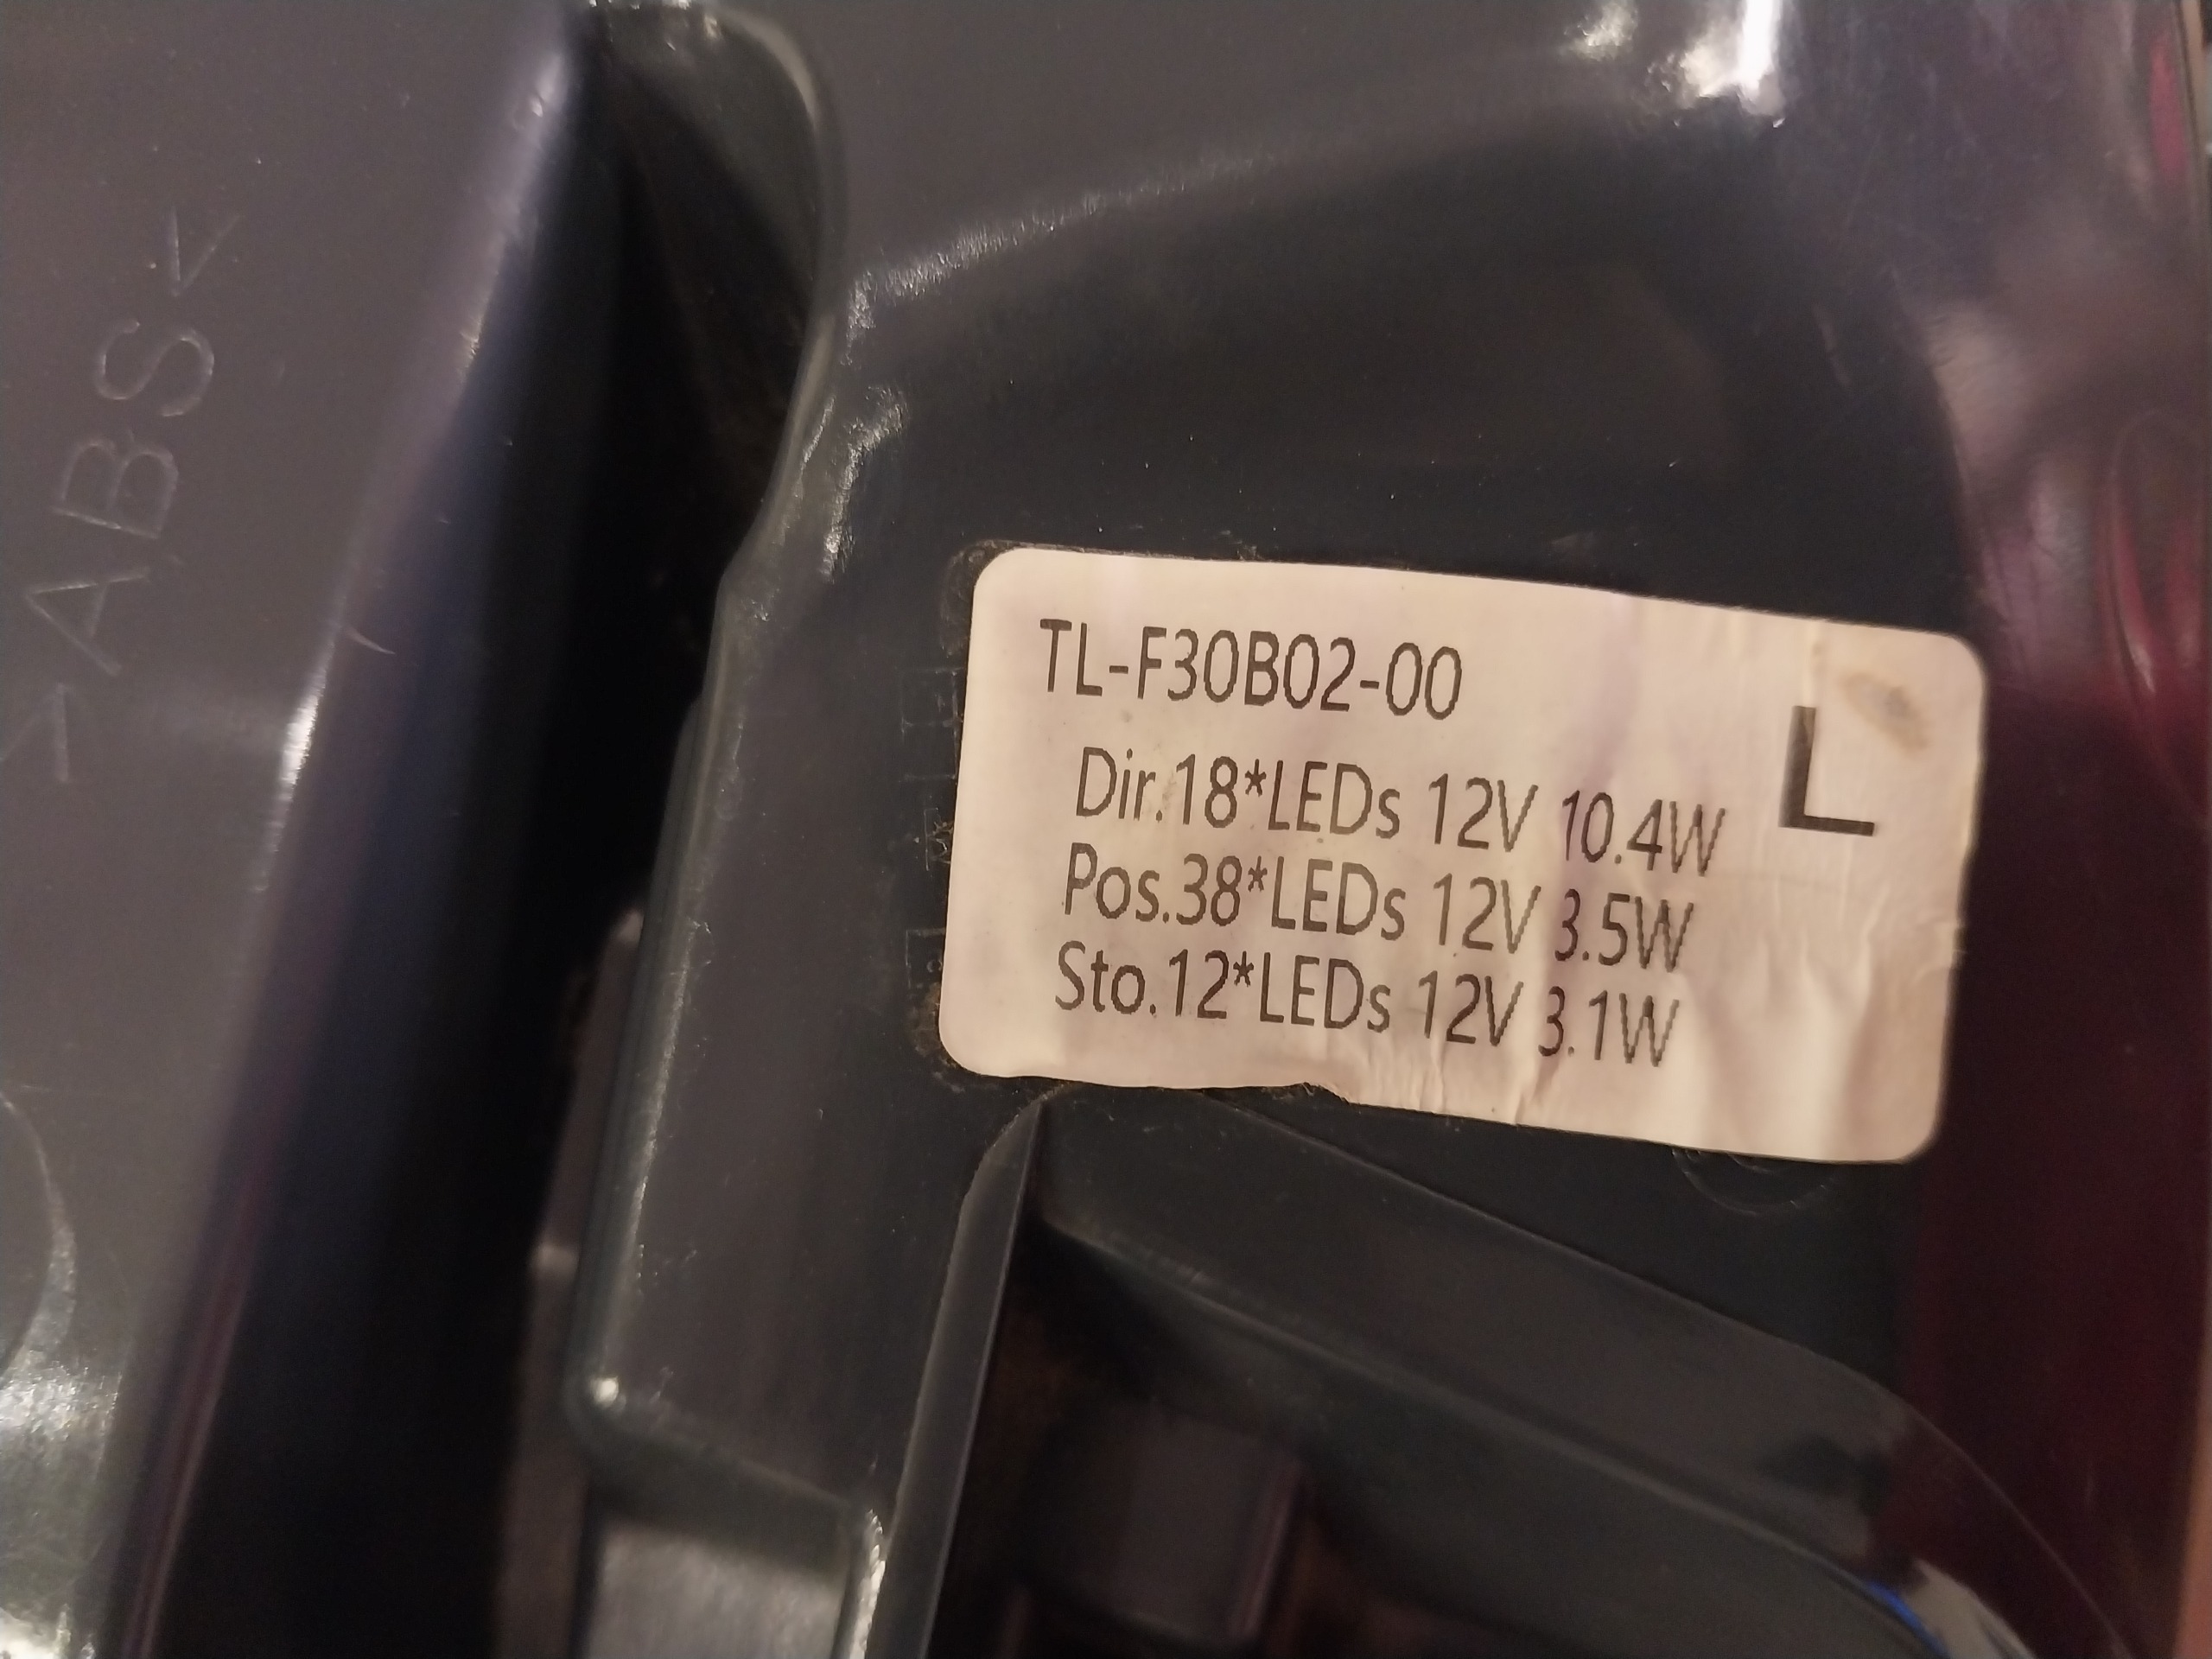 >ABS<
TL-F30B02-00
L
Dir.18*LEDs 12V 10.4W
Pos.38*LEDs 12V 3.5W
Sto.12*LEDs 12V 3.1W